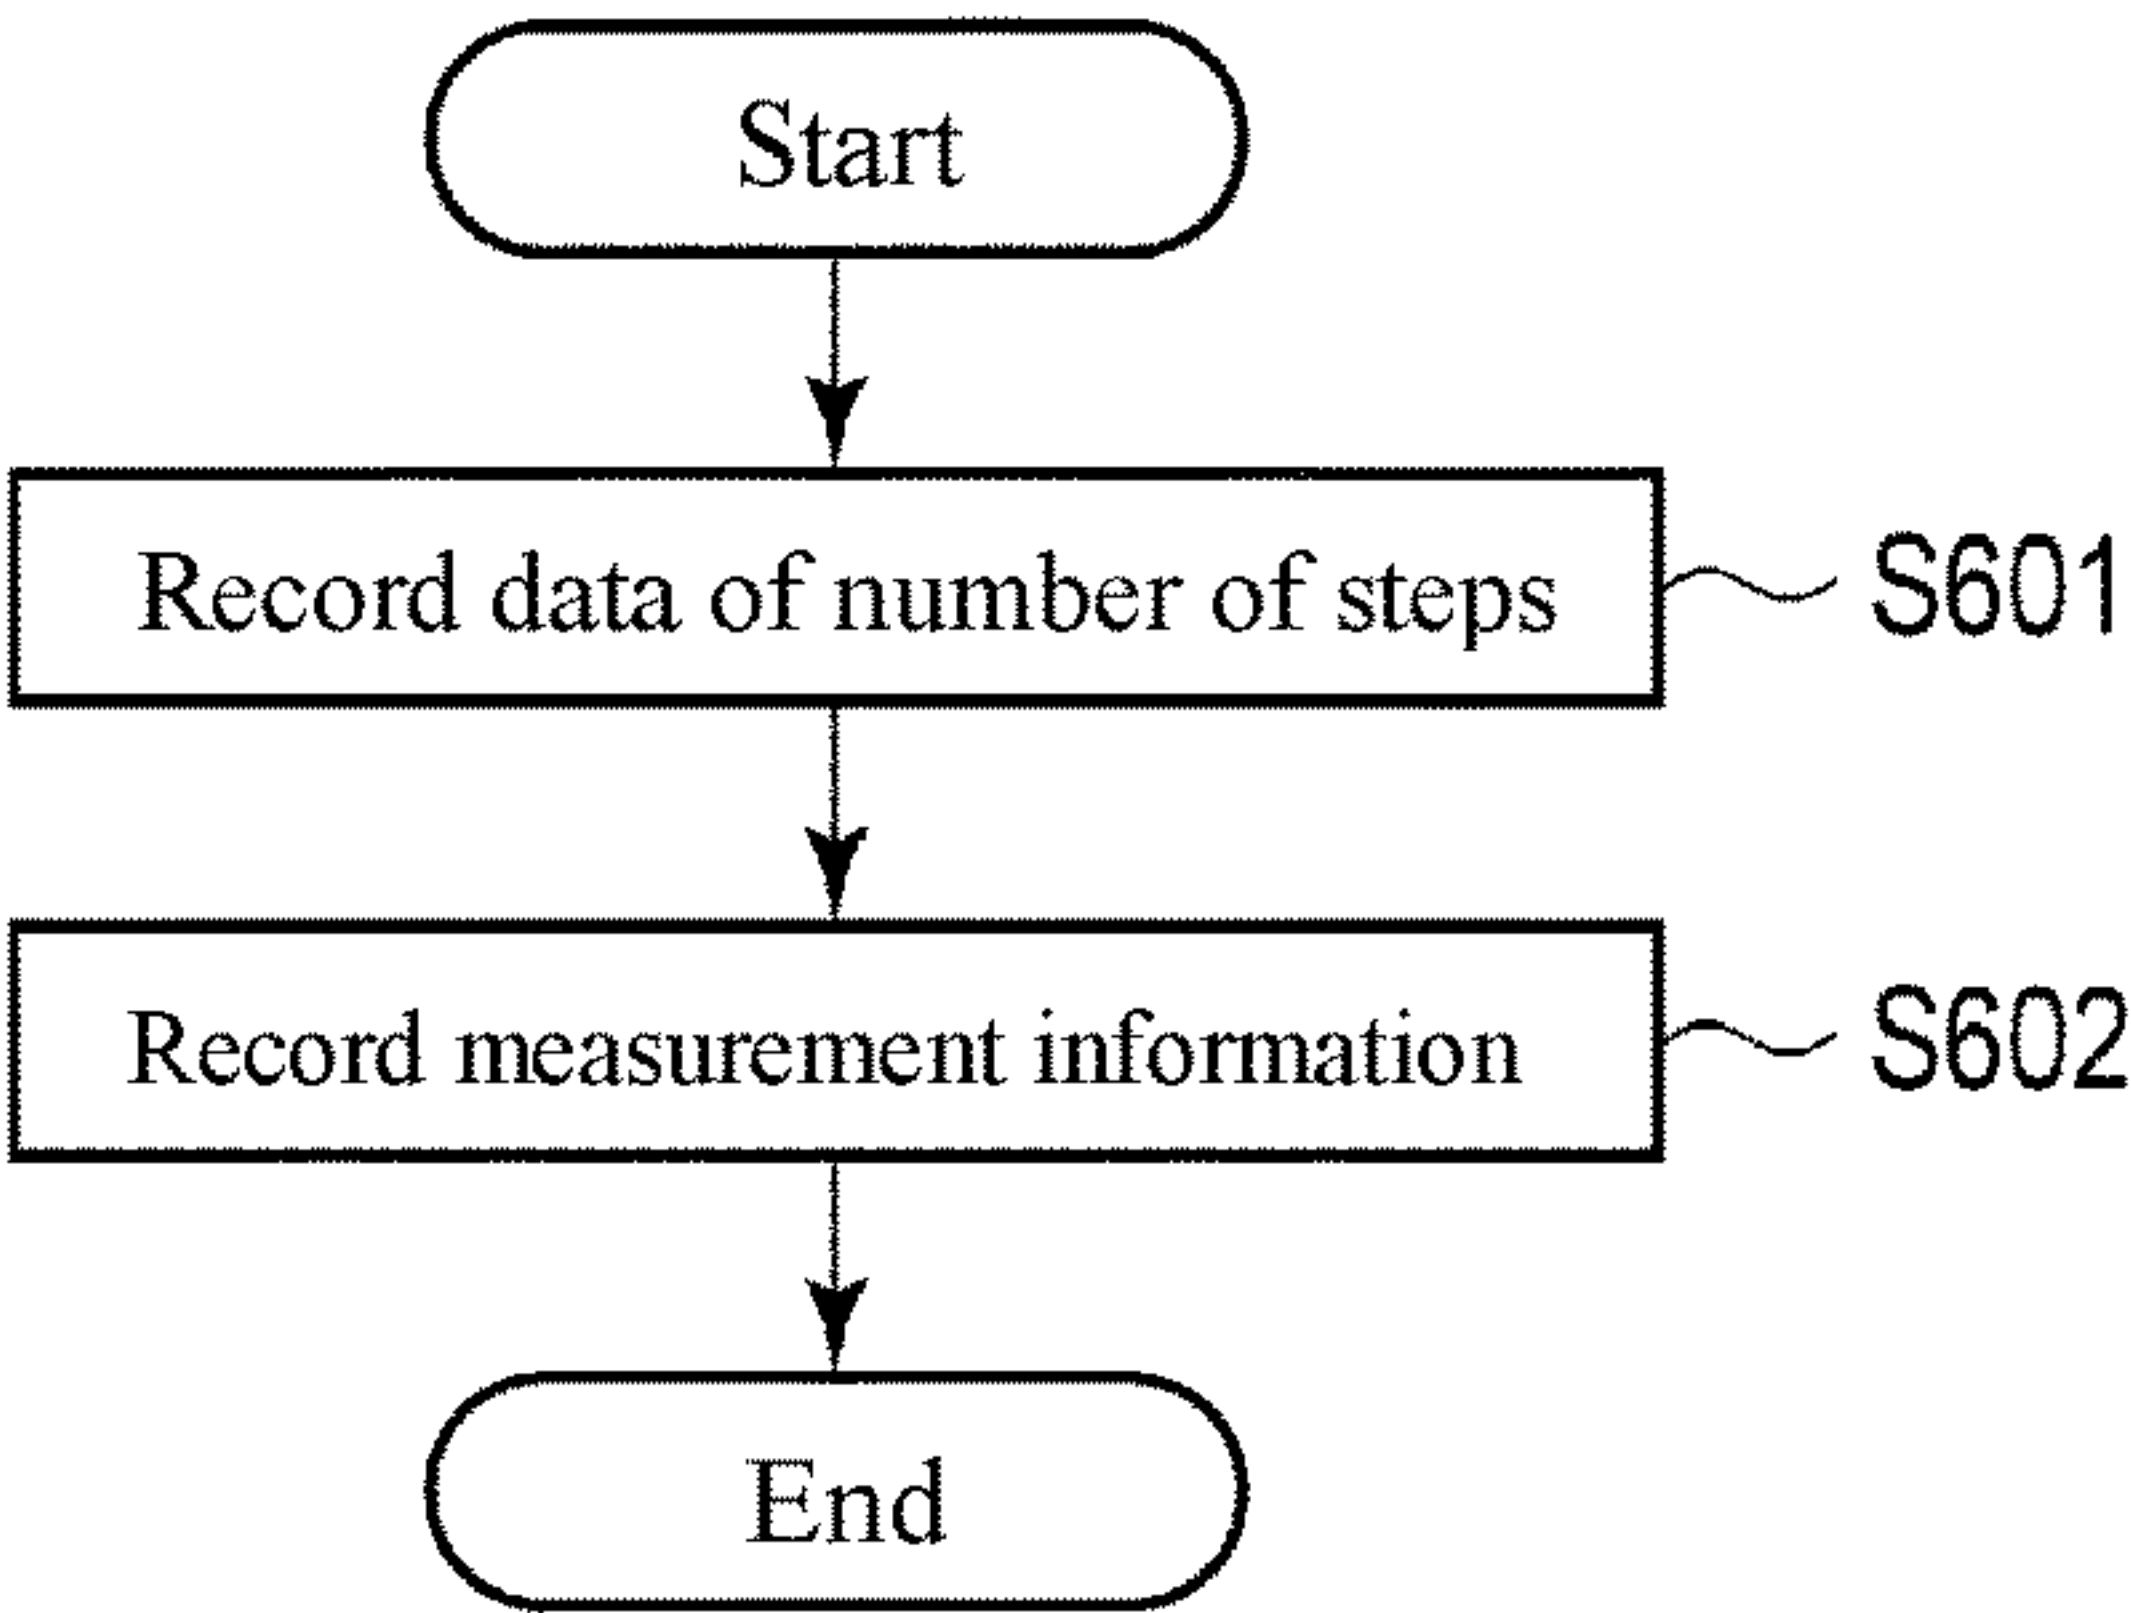 Start
Record data of number of steps
S601
Record measurement information
S602
End